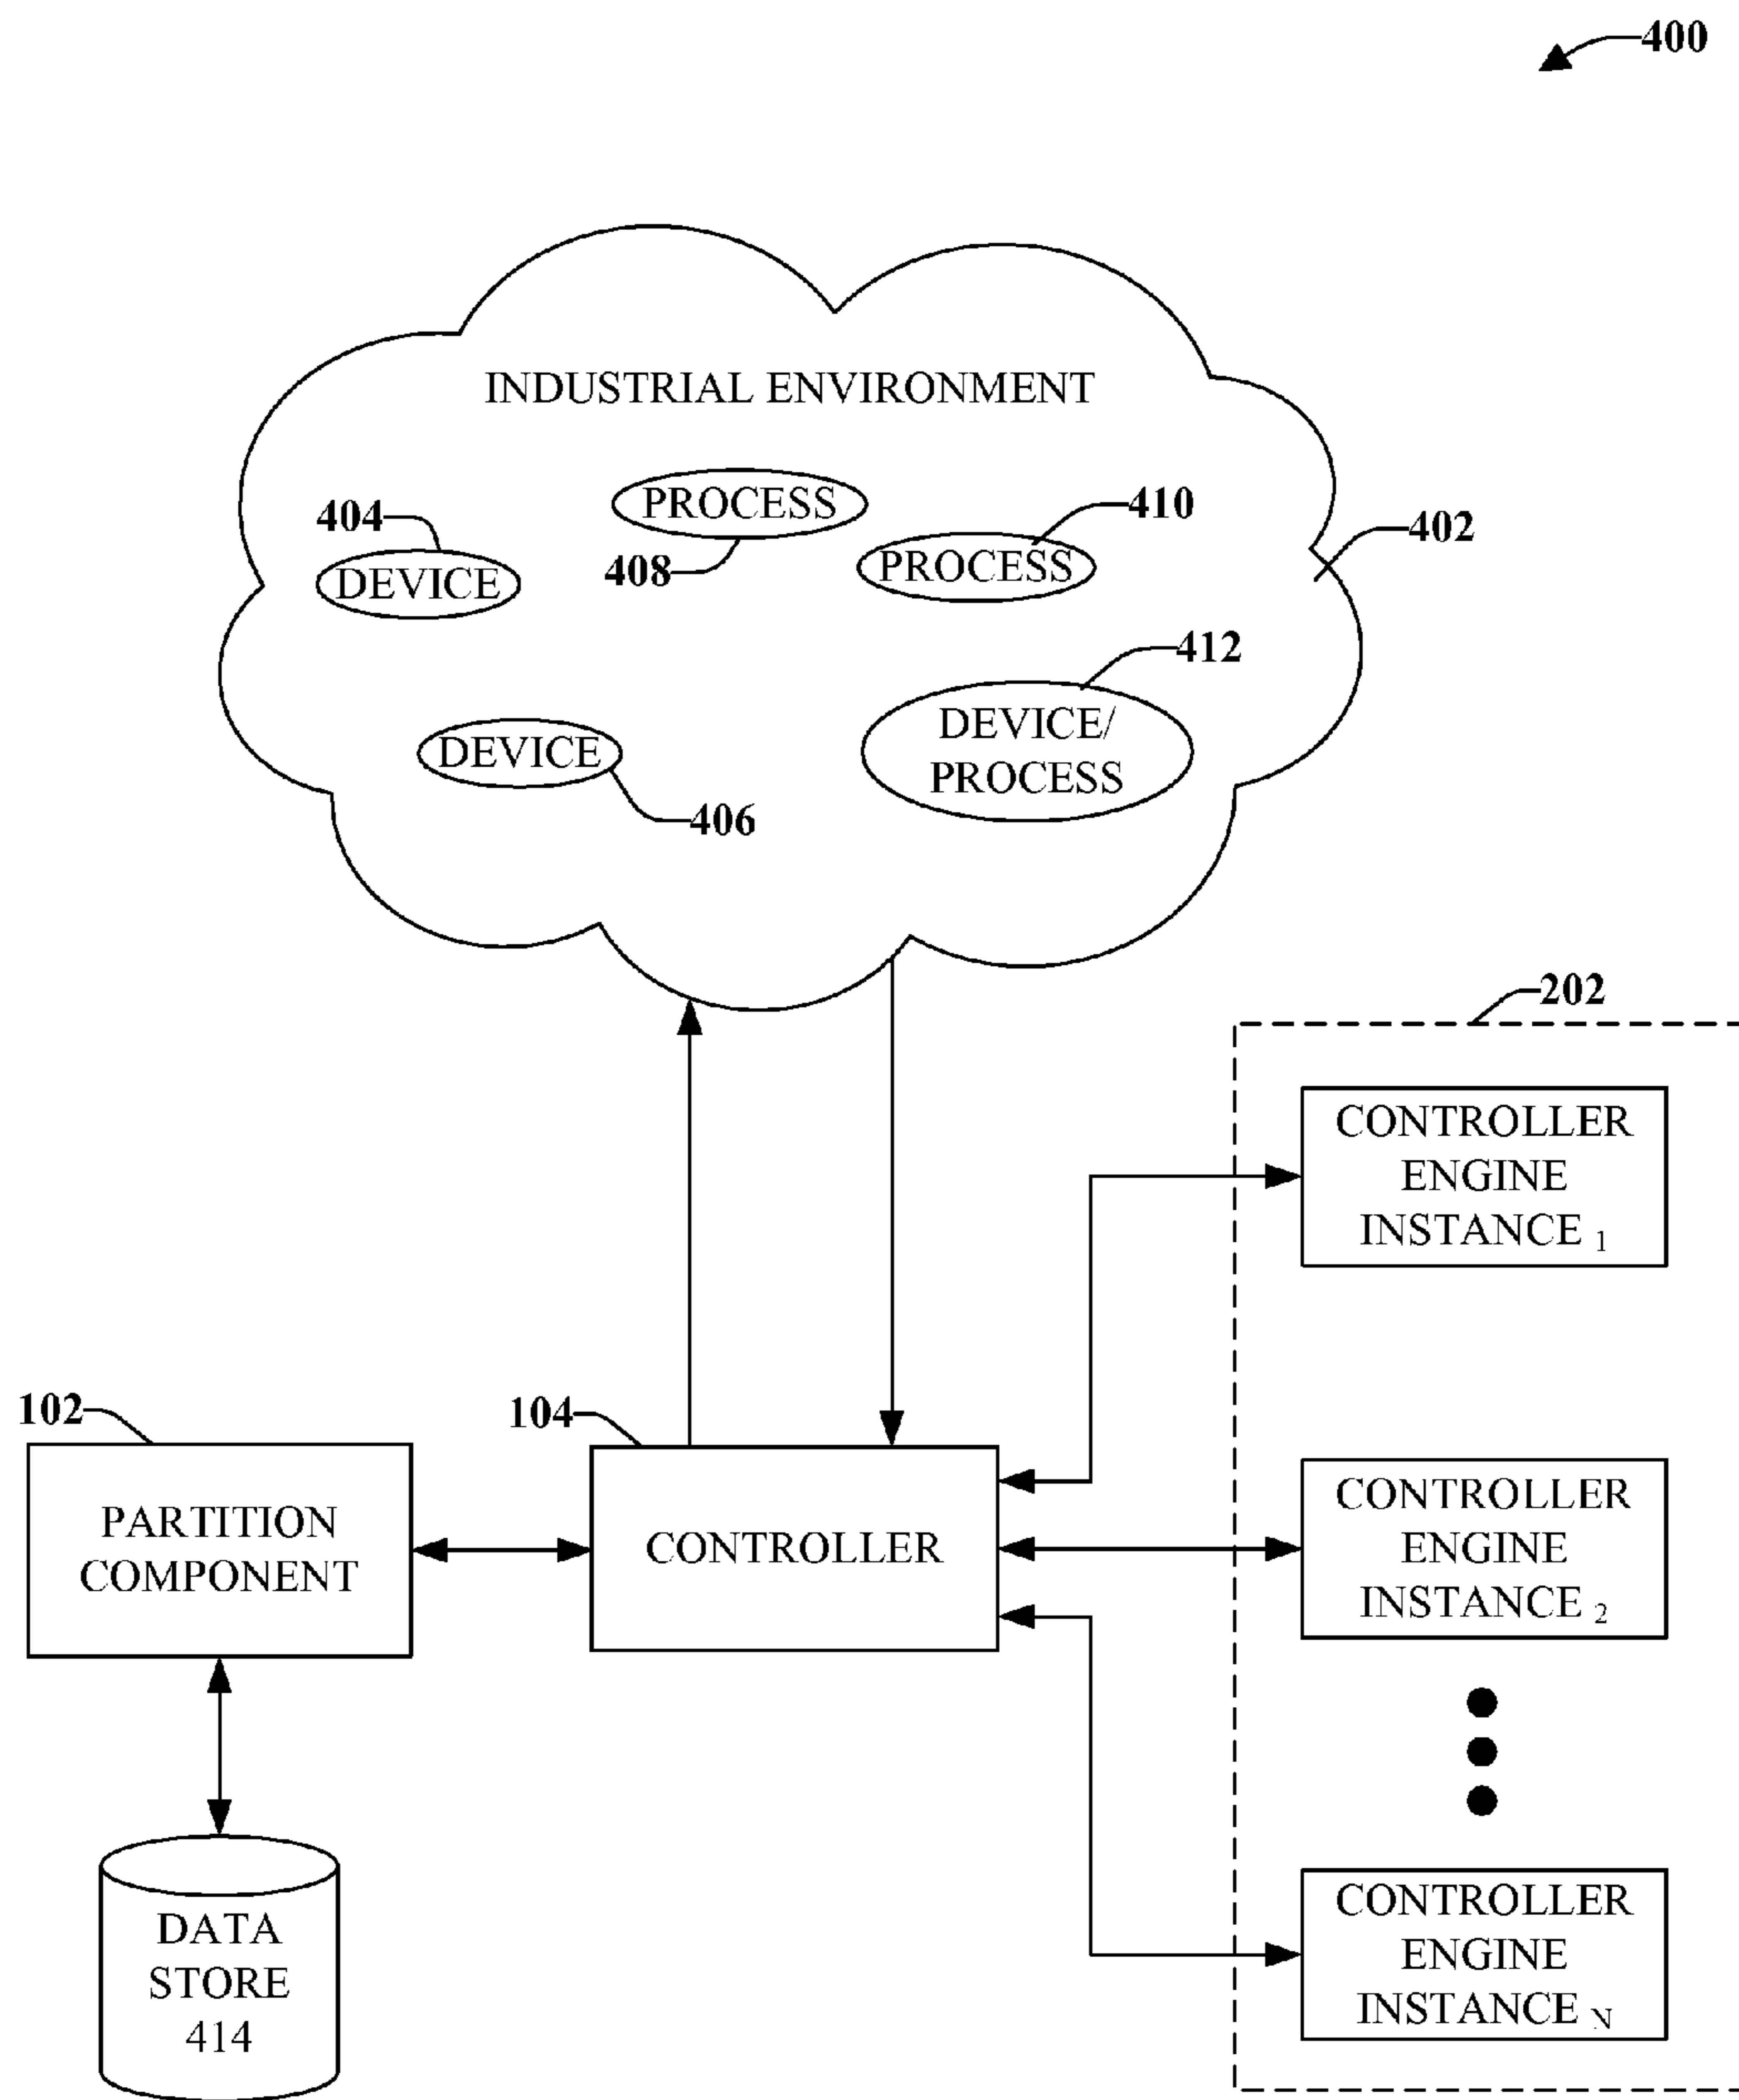 400
INDUSTRIAL ENVIRONMENT
PROCESS
404
410
402
DEVICE
408
PROCESS
412
DEVICE/
PROCESS
DEVICE
406
202
CONTROLLER
ENGINE
INSTANCE 1
102
104
PARTITION
COMPONENT
CONTROLLER
CONTROLLER
ENGINE
INSTANCE 2
DATA
STORE
414
CONTROLLER
ENGINE
INSTANCE N